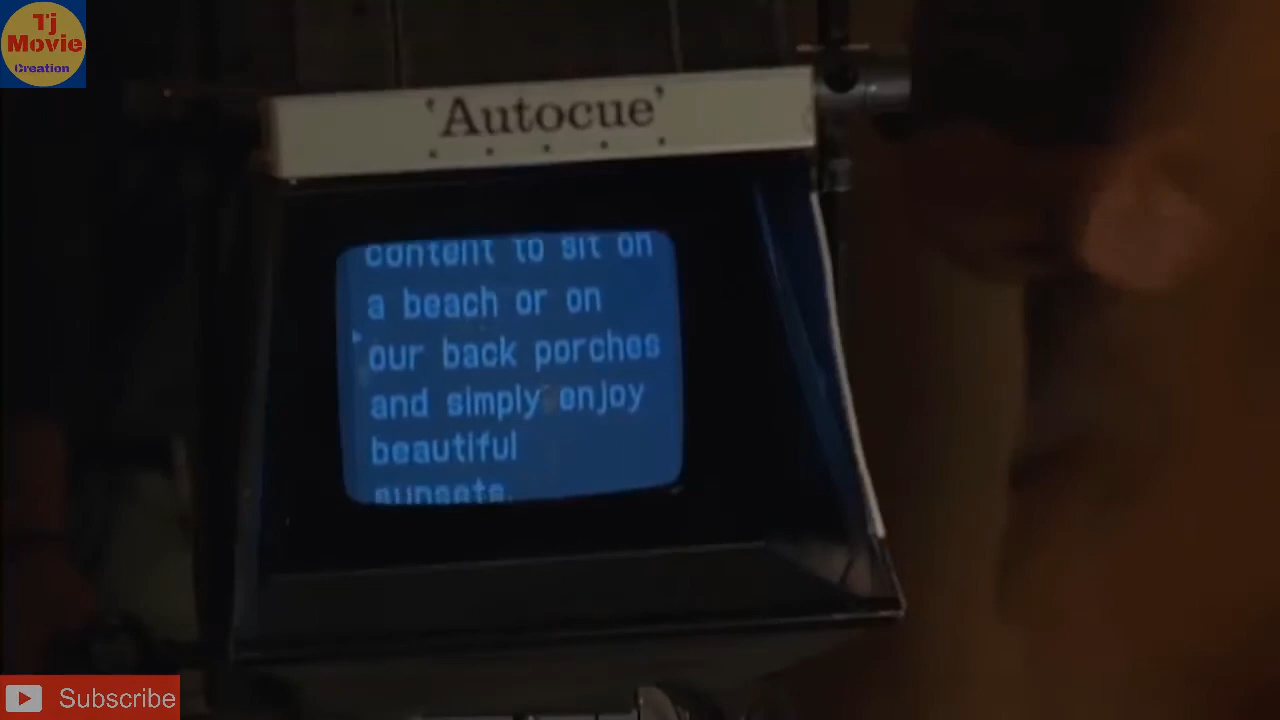 Tj
Movie
Creation
'Autocue'
content to sit on
a beach or on
our back porches
and simply enjoy
beautiful
sunsets.
Subscribe